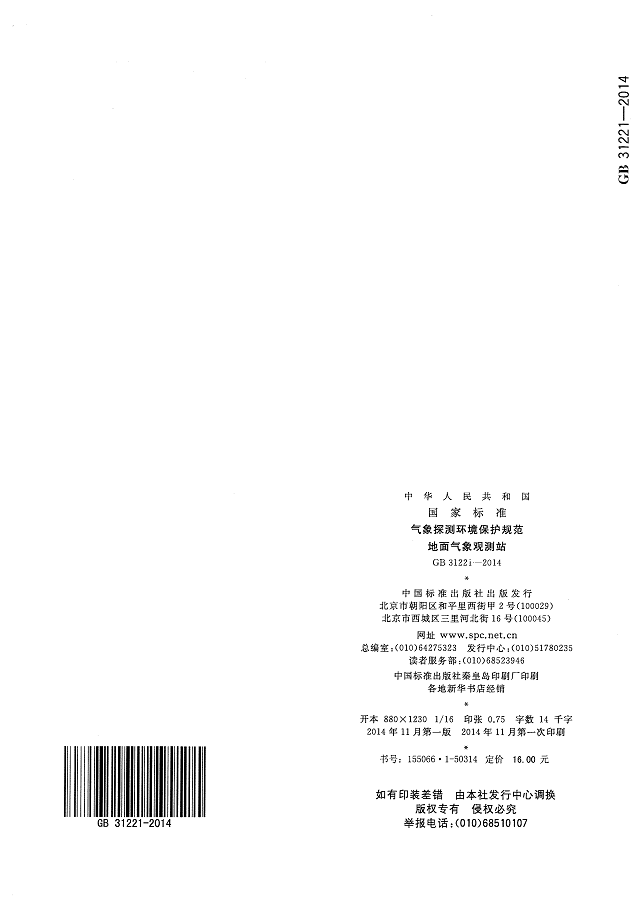 GB 31221—2014
中华人民共和国
国家标准
气象探测环境保护规范
地面气象观测站
GB 3122i—2014
*
中国标准出版社出版发行
北京市朝阳区和平里西街甲2号(100029)
北京市西城区三里河北街16号(100045)
网址 www.spc.net.cn
总编室:(010)64275323 发行中心:(010)51780235
读者服务部:(010)68523946
中国标准出版社秦皇岛印刷厂印刷
各地新华书店经销
*
开本 880×1230 1/16 印张 0.75 字数 14 千字
2014年11月第一版 2014年11月第一次印刷
*
书号: 155066·1-50314 定价 16.00 元
如有印装差错 由本社发行中心调换
版权专有 侵权必究
举报电话:(010)68510107
GB 31221-2014